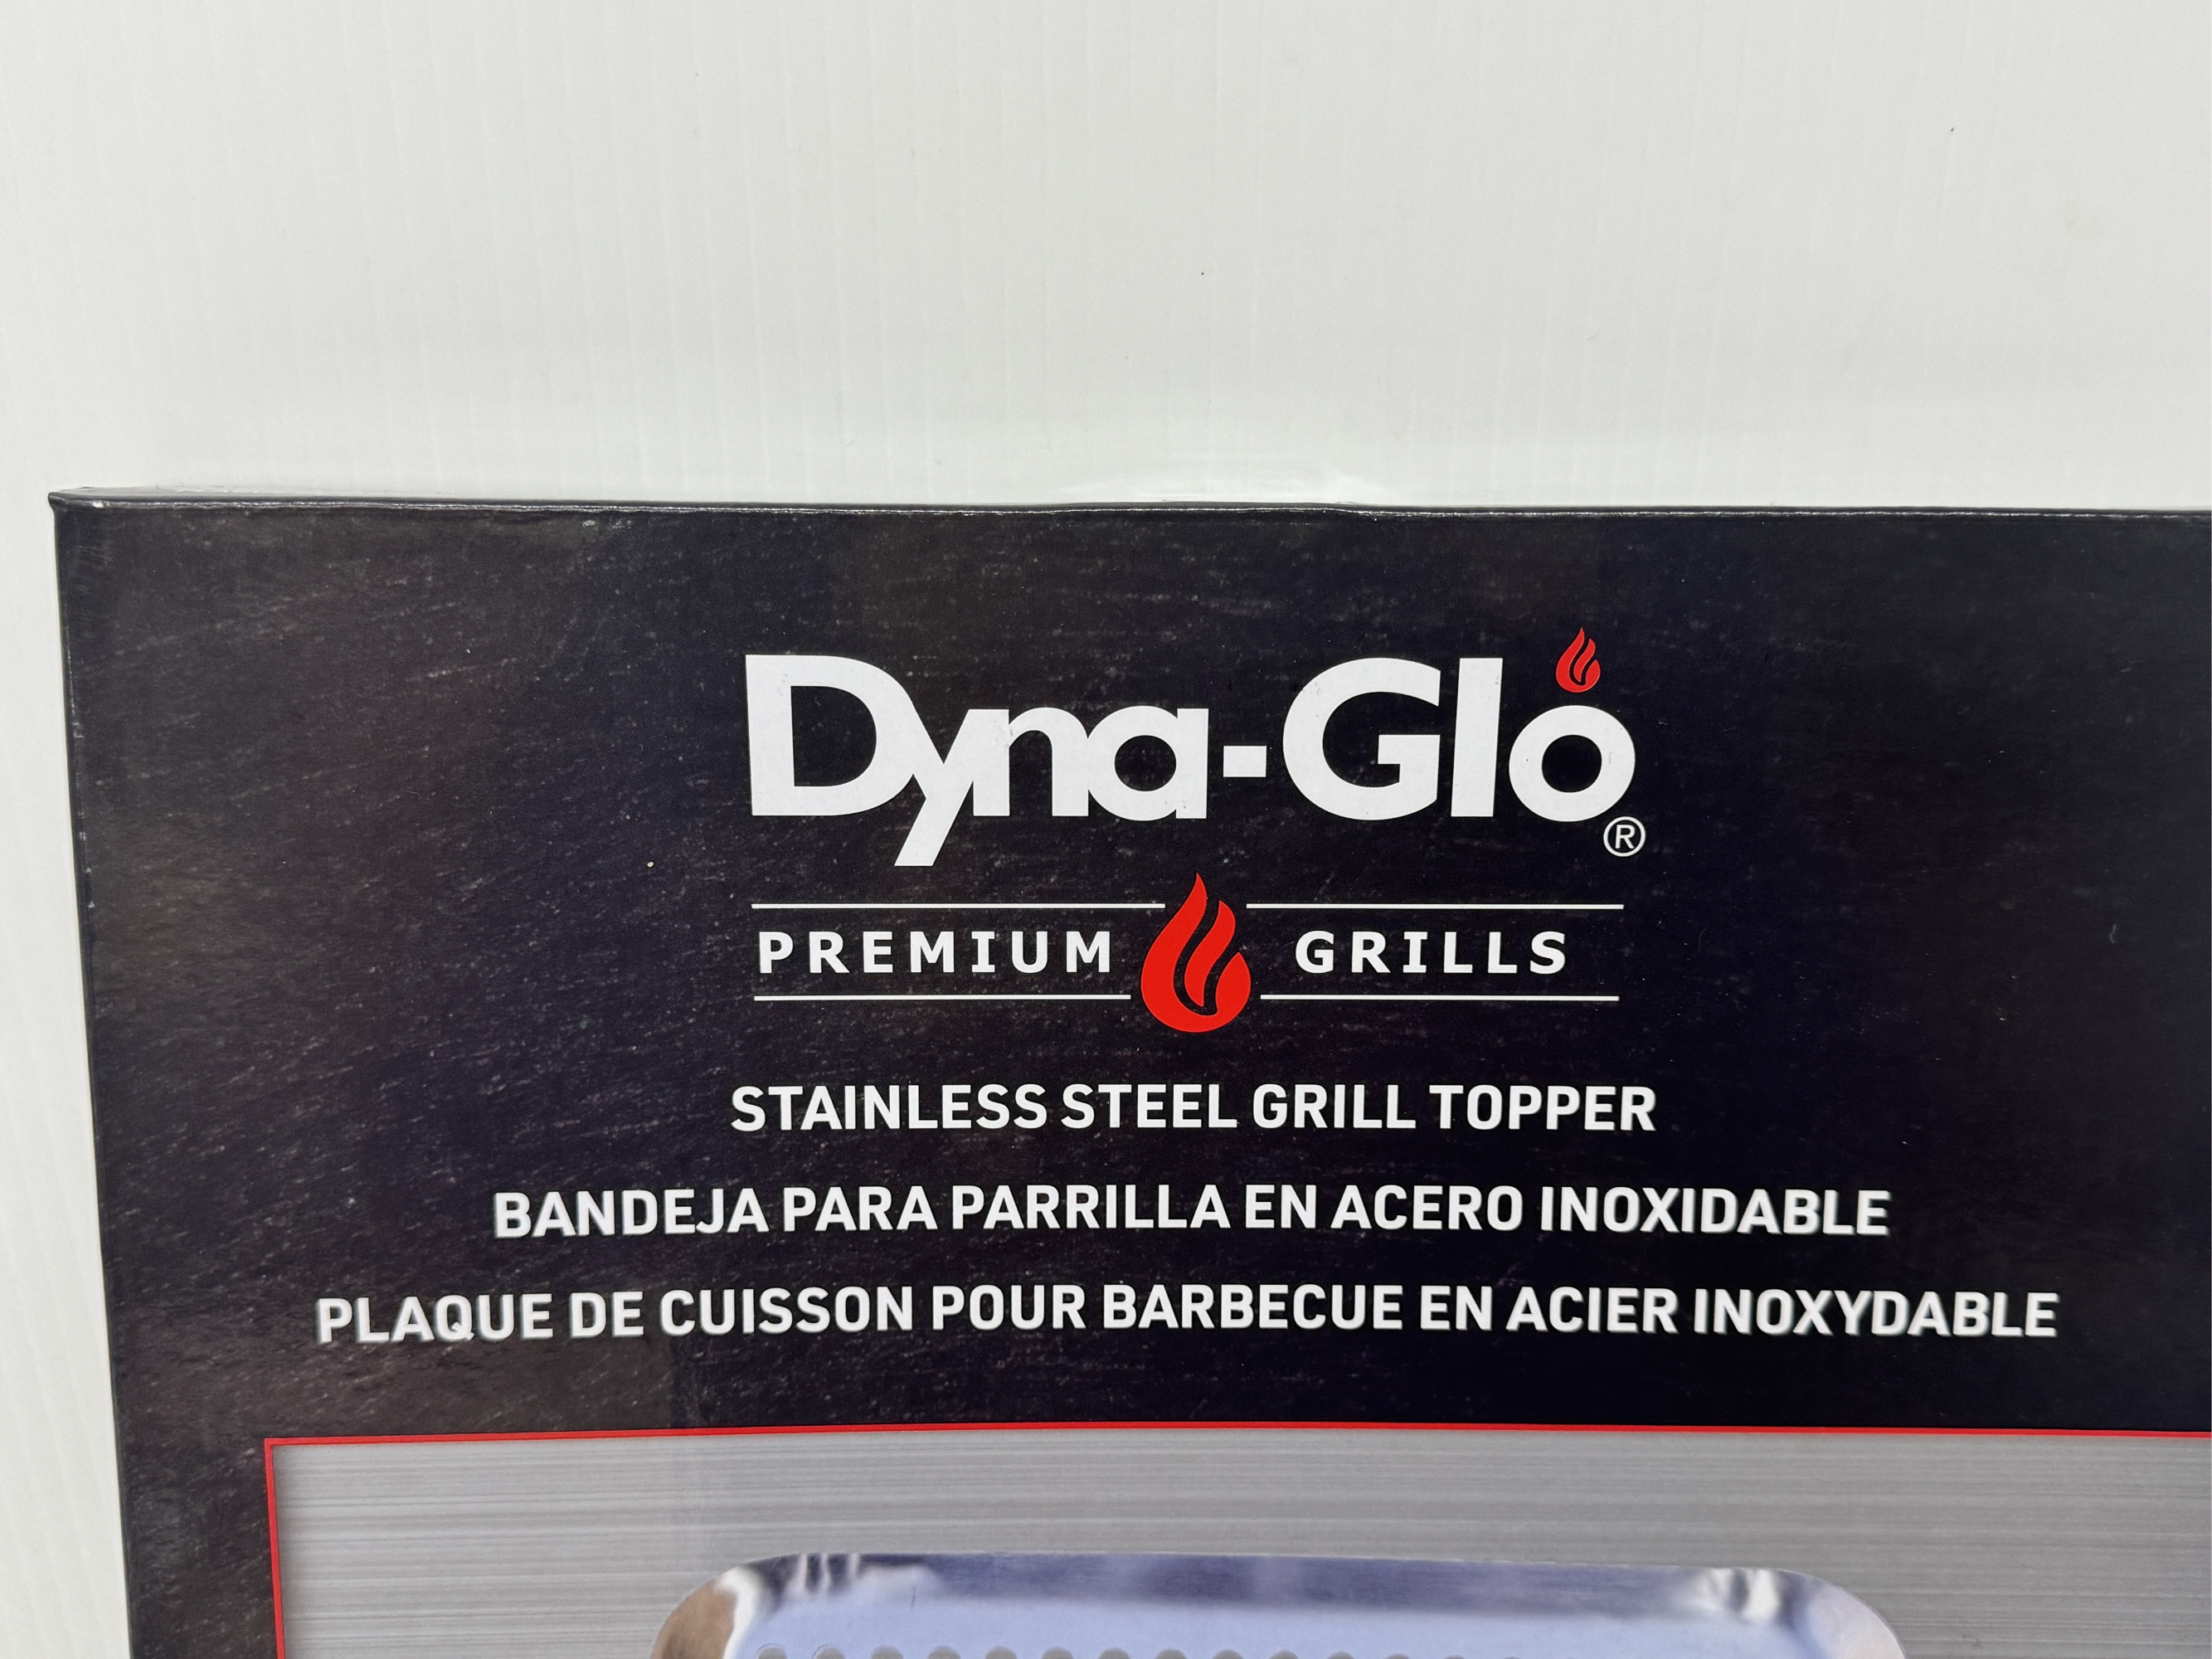 Dyna-Glo®
PREMIUM GRILLS
STAINLESS STEEL GRILL TOPPER
BANDEJA PARA PARRILLA EN ACERO INOXIDABLE
PLAQUE DE CUISSON POUR BARBECUE EN ACIER INOXYDABLE